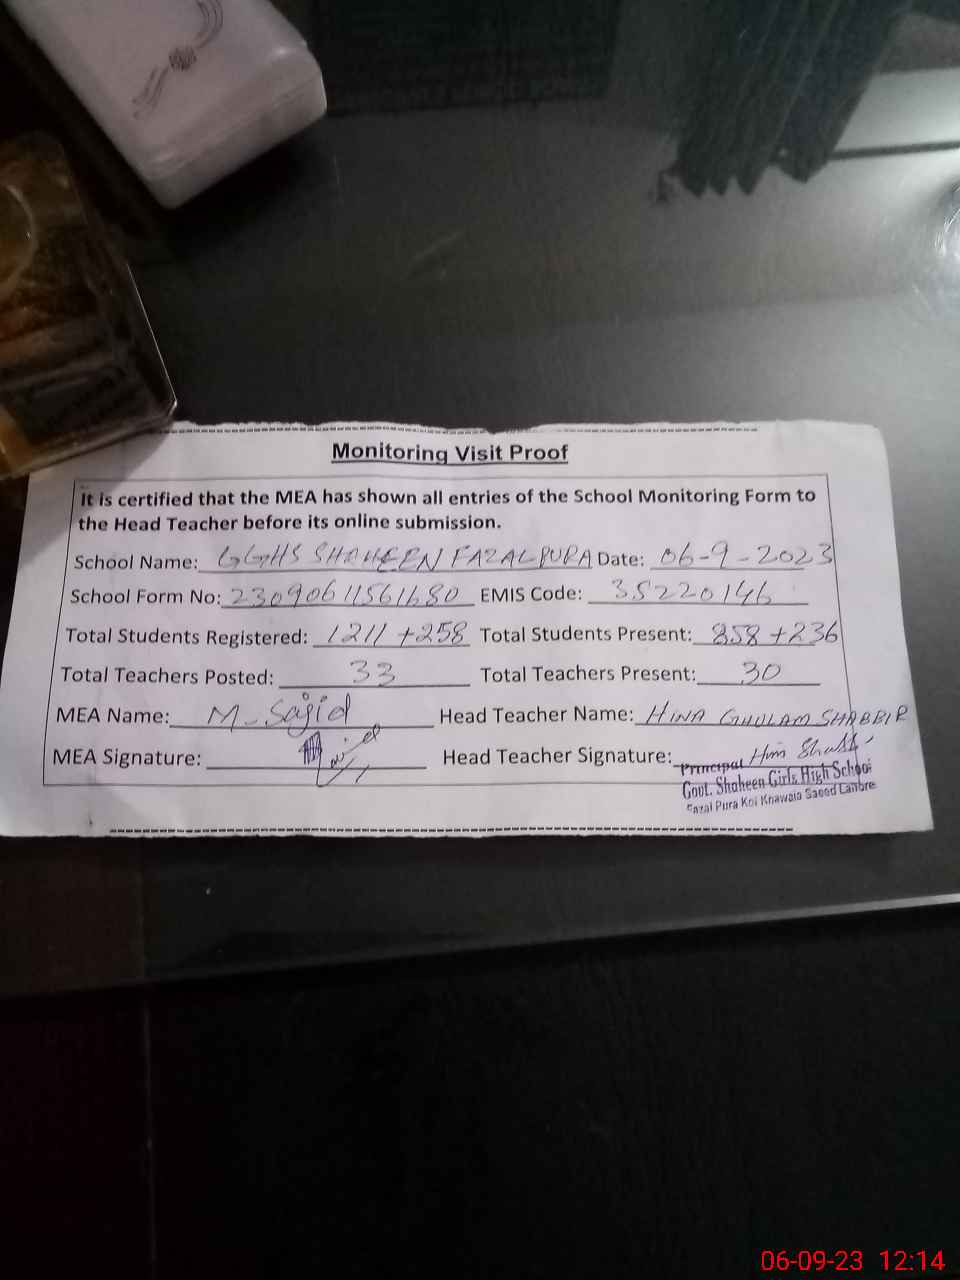 Monitoring Visit Proof
It is certified that the MEA has shown all entries of the School Monitoring Form to
the Head Teacher before its online submission.
School Name: GGHS SHAHEEN FAZALPURA Date: 06-9-2023
School Form No: 23090611561680 EMIS Code: 35220146
Total Students Registered: 1211 +258 Total Students Present: 858 +236
Total Teachers Posted: 33 Total Teachers Present: 30
MEA Name: M-Sajid Head Teacher Name: HINA GHULAM SHABBIR
MEA Signature: Head Teacher Signature:
Principal
Govt. Shaheen Girls High School
Fazal Pura Kot Khawaia Saeed Lahore
06-09-23 12:14